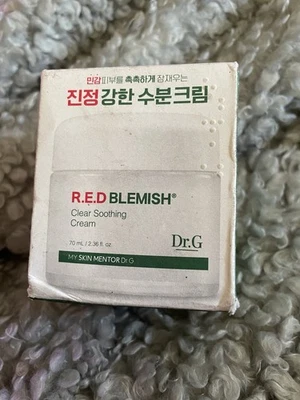 민감 피부를 촉촉하게 잠재우는
진정 강한 수분크림
R.E.D BLEMISH®
Clear Soothing
Cream
70 mL / 2.36 fl. oz
Dr.G
MY SKIN MENTOR Dr.G